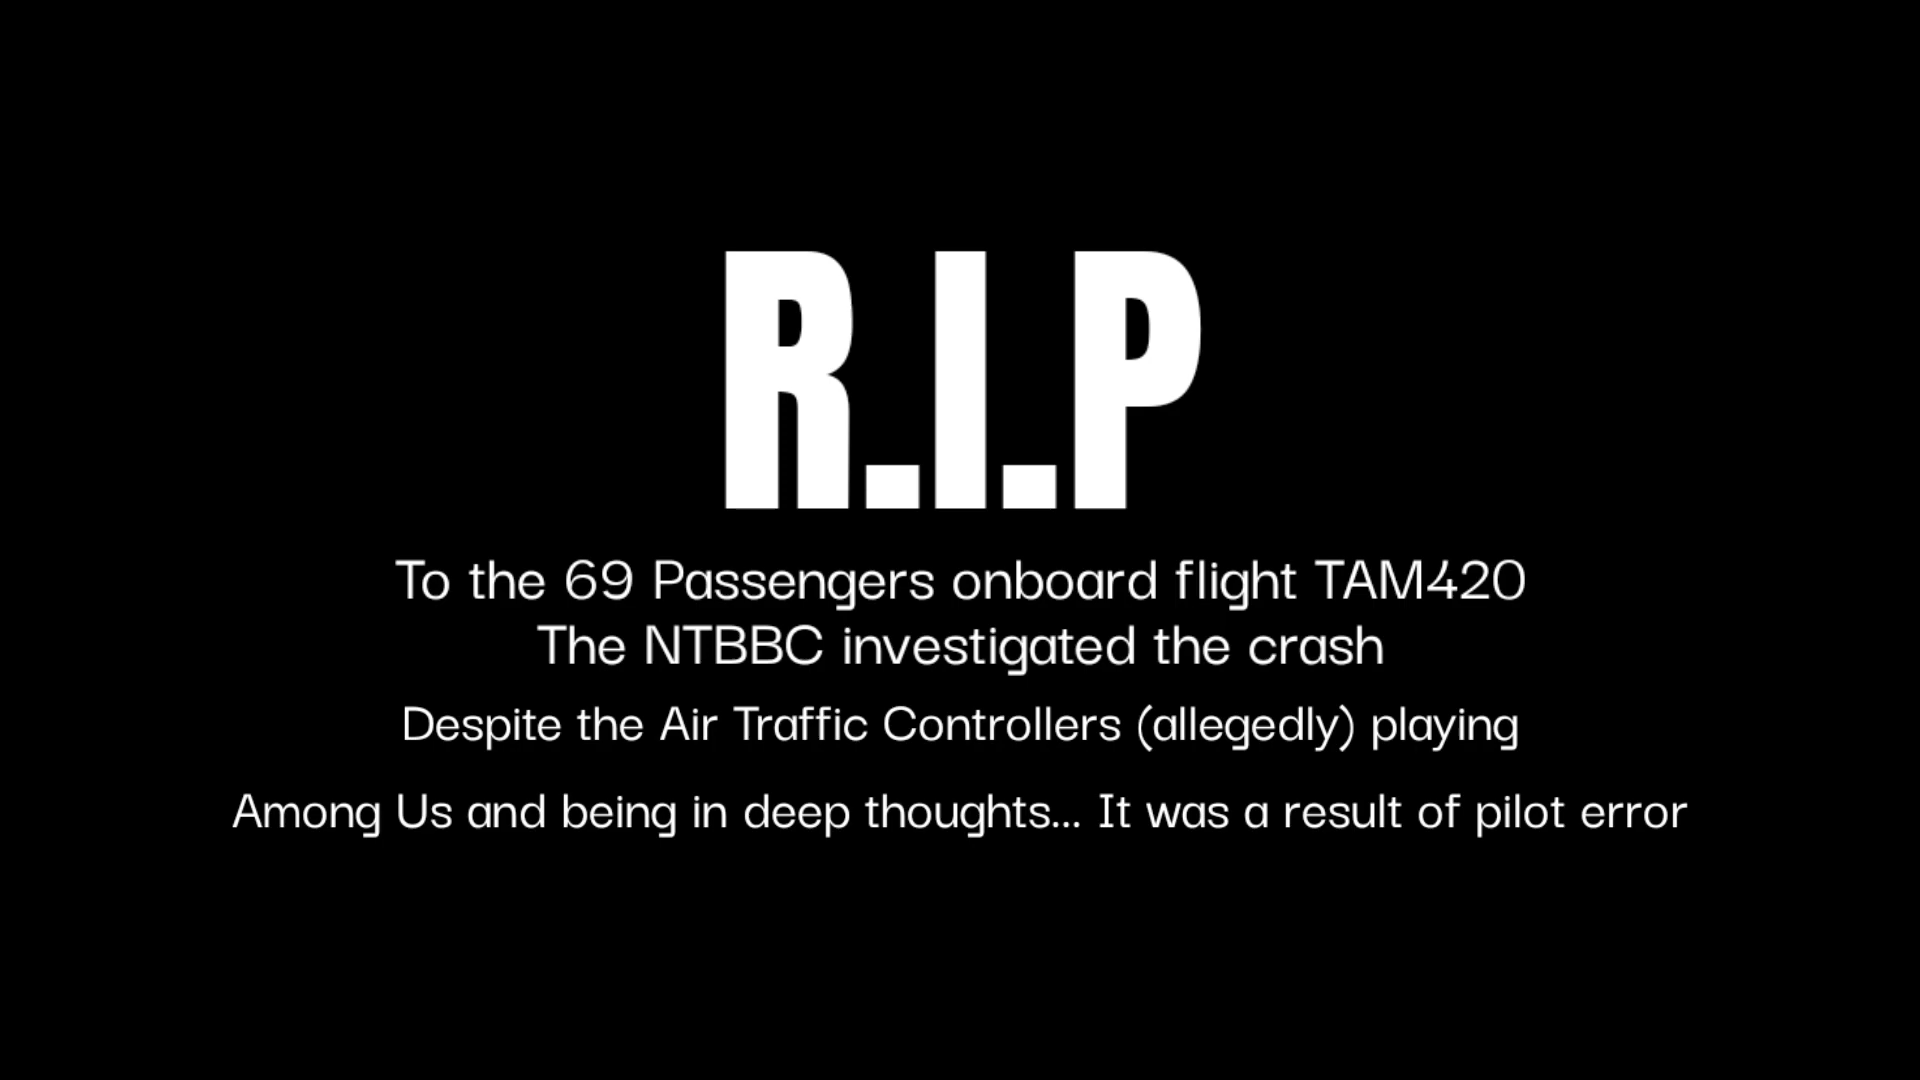 R.I.P
To the 69 Passengers onboard flight TAM420
The NTBBC investigated the crash
Despite the Air Traffic Controllers (allegedly) playing
Among Us and being in deep thoughts... It was a result of pilot error